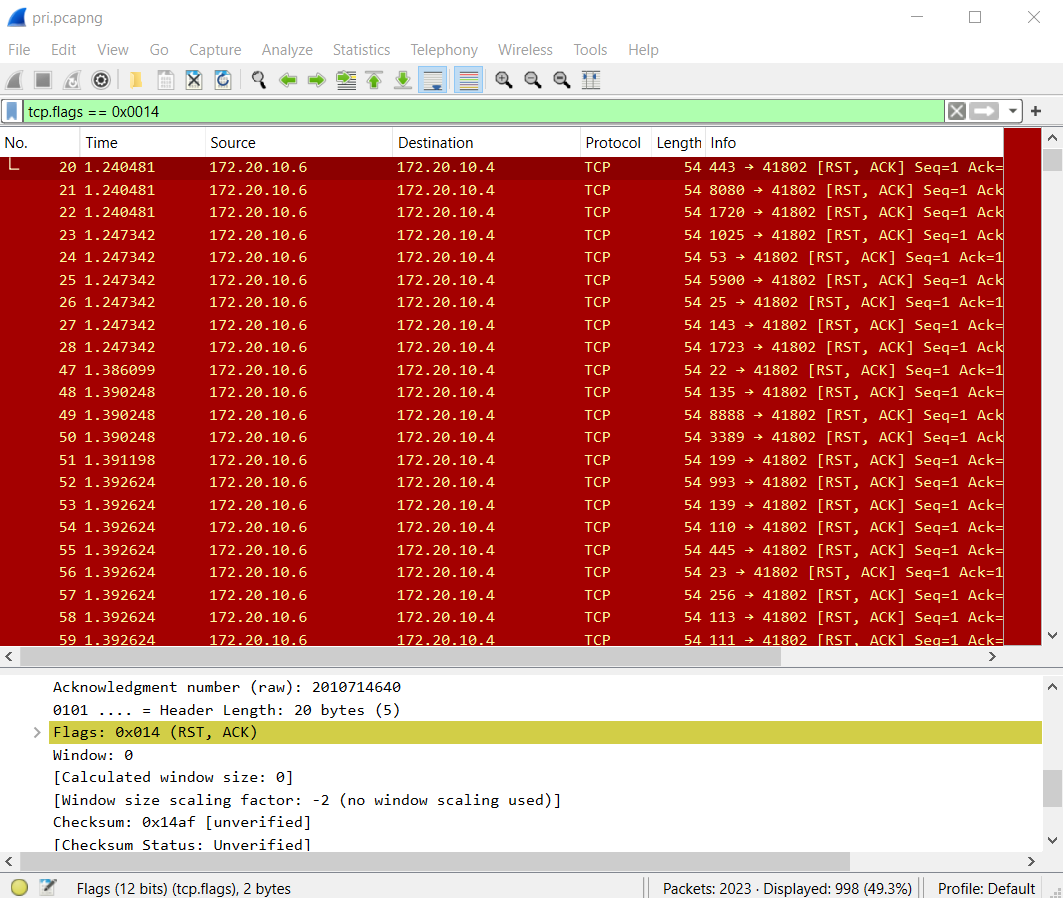 pri.pcapng
File Edit View Go Capture Analyze Statistics Telephony Wireless Tools Help
tcp.flags == 0x0014
No. Time Source Destination Protocol Length Info
20 1.240481 172.20.10.6 172.20.10.4 TCP 54 443 → 41802 [RST, ACK] Seq=1 Ack=
21 1.240481 172.20.10.6 172.20.10.4 TCP 54 8080 → 41802 [RST, ACK] Seq=1 Ack
22 1.240481 172.20.10.6 172.20.10.4 TCP 54 1720 → 41802 [RST, ACK] Seq=1 Ack
23 1.247342 172.20.10.6 172.20.10.4 TCP 54 1025 → 41802 [RST, ACK] Seq=1 Ack
24 1.247342 172.20.10.6 172.20.10.4 TCP 54 53 → 41802 [RST, ACK] Seq=1 Ack=1
25 1.247342 172.20.10.6 172.20.10.4 TCP 54 5900 → 41802 [RST, ACK] Seq=1 Ack
26 1.247342 172.20.10.6 172.20.10.4 TCP 54 25 → 41802 [RST, ACK] Seq=1 Ack=1
27 1.247342 172.20.10.6 172.20.10.4 TCP 54 143 → 41802 [RST, ACK] Seq=1 Ack=
28 1.247342 172.20.10.6 172.20.10.4 TCP 54 1723 → 41802 [RST, ACK] Seq=1 Ack
47 1.386099 172.20.10.6 172.20.10.4 TCP 54 22 → 41802 [RST, ACK] Seq=1 Ack=1
48 1.390248 172.20.10.6 172.20.10.4 TCP 54 135 → 41802 [RST, ACK] Seq=1 Ack=
49 1.390248 172.20.10.6 172.20.10.4 TCP 54 8888 → 41802 [RST, ACK] Seq=1 Ack
50 1.390248 172.20.10.6 172.20.10.4 TCP 54 3389 → 41802 [RST, ACK] Seq=1 Ack
51 1.391198 172.20.10.6 172.20.10.4 TCP 54 199 → 41802 [RST, ACK] Seq=1 Ack=
52 1.392624 172.20.10.6 172.20.10.4 TCP 54 993 → 41802 [RST, ACK] Seq=1 Ack=
53 1.392624 172.20.10.6 172.20.10.4 TCP 54 139 → 41802 [RST, ACK] Seq=1 Ack=
54 1.392624 172.20.10.6 172.20.10.4 TCP 54 110 → 41802 [RST, ACK] Seq=1 Ack=
55 1.392624 172.20.10.6 172.20.10.4 TCP 54 445 → 41802 [RST, ACK] Seq=1 Ack=
56 1.392624 172.20.10.6 172.20.10.4 TCP 54 23 → 41802 [RST, ACK] Seq=1 Ack=1
57 1.392624 172.20.10.6 172.20.10.4 TCP 54 256 → 41802 [RST, ACK] Seq=1 Ack=
58 1.392624 172.20.10.6 172.20.10.4 TCP 54 113 → 41802 [RST, ACK] Seq=1 Ack=
59 1.392624 172.20.10.6 172.20.10.4 TCP 54 111 → 41802 [RST, ACK] Seq=1 Ack=
Acknowledgment number (raw): 2010714640
0101 .... = Header Length: 20 bytes (5)
Flags: 0x014 (RST, ACK)
Window: 0
[Calculated window size: 0]
[Window size scaling factor: -2 (no window scaling used)]
Checksum: 0x14af [unverified]
[Checksum Status: Unverified]
Flags (12 bits) (tcp.flags), 2 bytes
Packets: 2023 · Displayed: 998 (49.3%)
Profile: Default